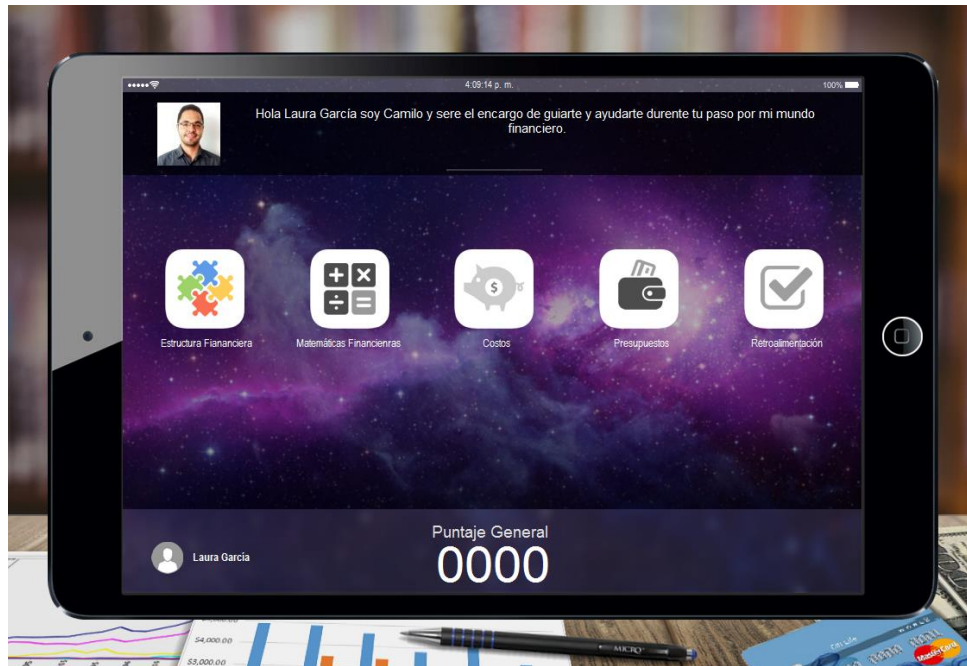 4:09:14 p. m.
100%
Hola Laura García soy Camilo y sere el encargo de guiarte y ayudarte durente tu paso por mi mundo
financiero.
$
Estructura Fiananciera
Matemáticas Financienras
Costos
Presupuestos
Retroalimentación
Puntaje General
0000
Laura García
$4,000.00
$3,000.00
MICRO
MasterCard